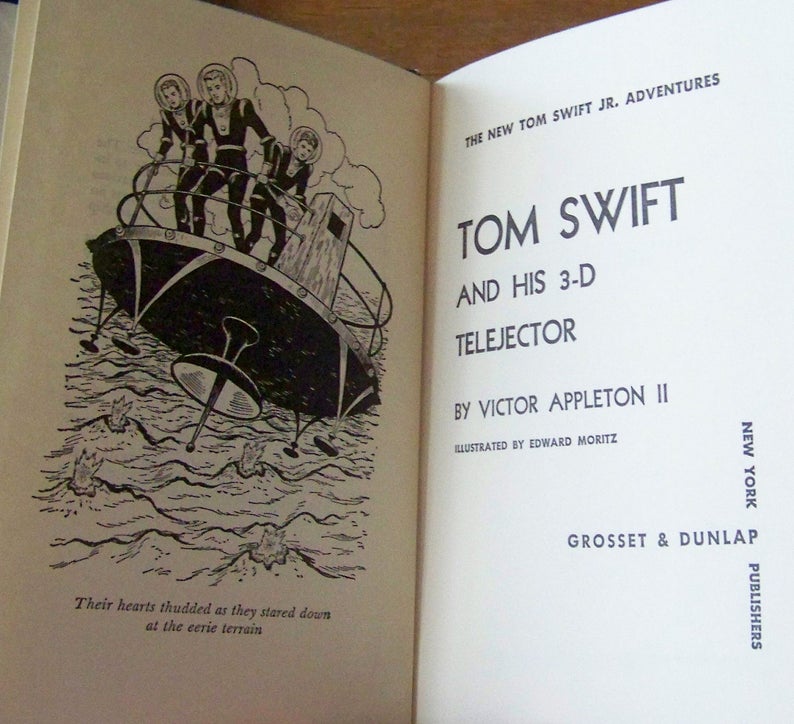 Their hearts thudded as they stared down
at the eerie terrain
THE NEW TOM SWIFT JR. ADVENTURES
TOM SWIFT
AND HIS 3-D
TELEJECTOR
BY VICTOR APPLETON II
ILLUSTRATED BY EDWARD MORITZ
NEW YORK
GROSSET & DUNLAP
PUBLISHERS